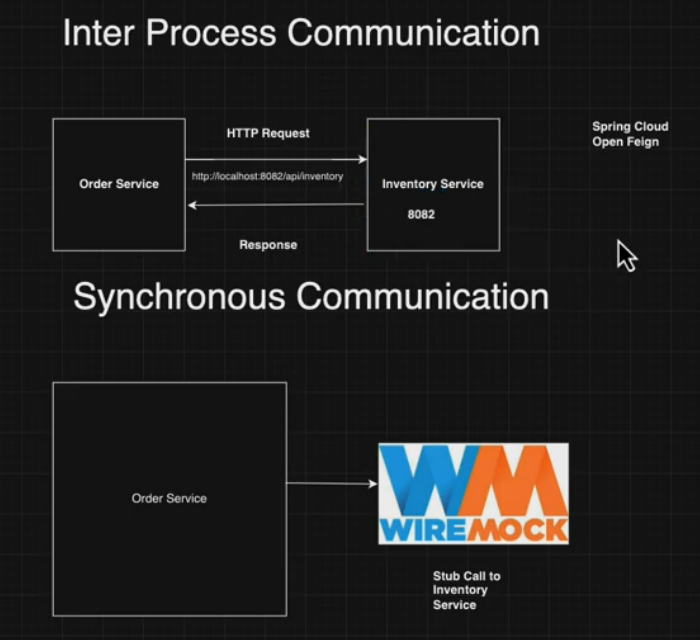 Inter Process Communication
HTTP Request
Spring Cloud
Open Feign
Order Service
http://localhost:8082/api/inventory
Inventory Service
8082
Response
Synchronous Communication
Order Service
WM
WIREMOCK
Stub Call to
Inventory
Service